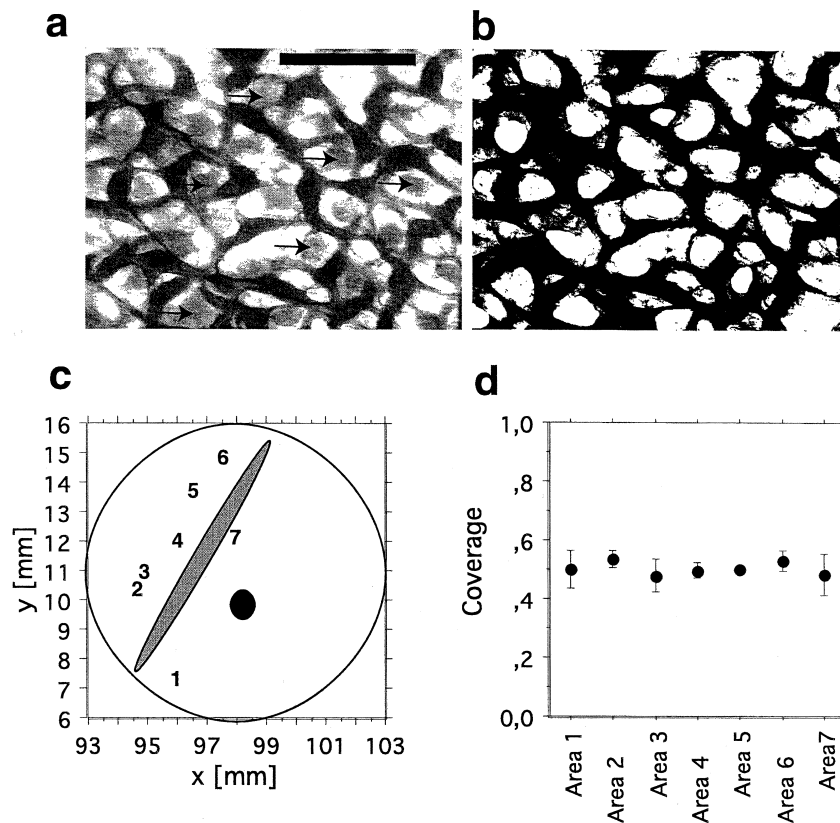 a
b
c
16
15
14
13
12
11
10
9
8
7
6
y [mm]
6
5
4
7
3
2
1
93 95 97 99 101 103
x [mm]
d
1,0
,8
,6
,4
,2
0,0
Coverage
Area 1
Area 2
Area 3
Area 4
Area 5
Area 6
Area7